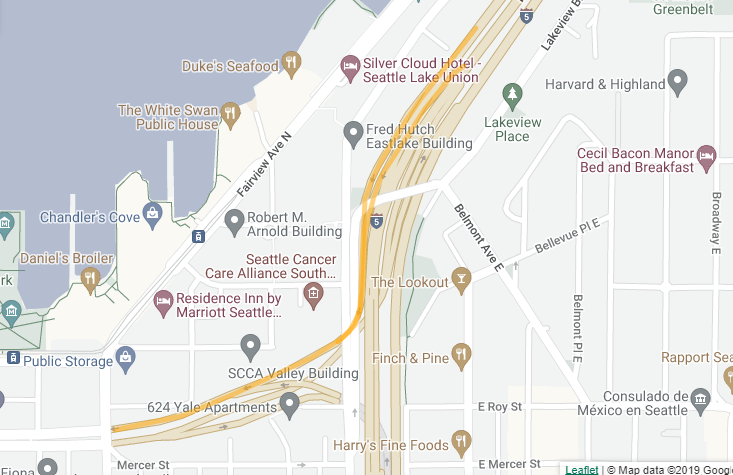 Greenbelt
5
Lakeview B
Duke's Seafood
Silver Cloud Hotel -
Seattle Lake Union
Harvard & Highland
The White Swan
Public House
Lakeview
Place
Fred Hutch
Eastlake Building
Fairview Ave N
Cecil Bacon Manor
Bed and Breakfast
Chandler's Cove
Robert M.
Arnold Building
5
Belmont Ave E
Broadway E
Bellevue Pl E
Daniel's Broiler
Seattle Cancer
Care Alliance South...
rk
The Lookout
Residence Inn by
Marriott Seattle...
Belmont Pl E
Public Storage
SCCA Valley Building
Finch & Pine
Rapport Sea
624 Yale Apartments
E Roy St
Consulado de
México en Seattle
Harry's Fine Foods
Fiona
Mercer St
E Mercer St
Leaflet | © Map data ©2019 Google